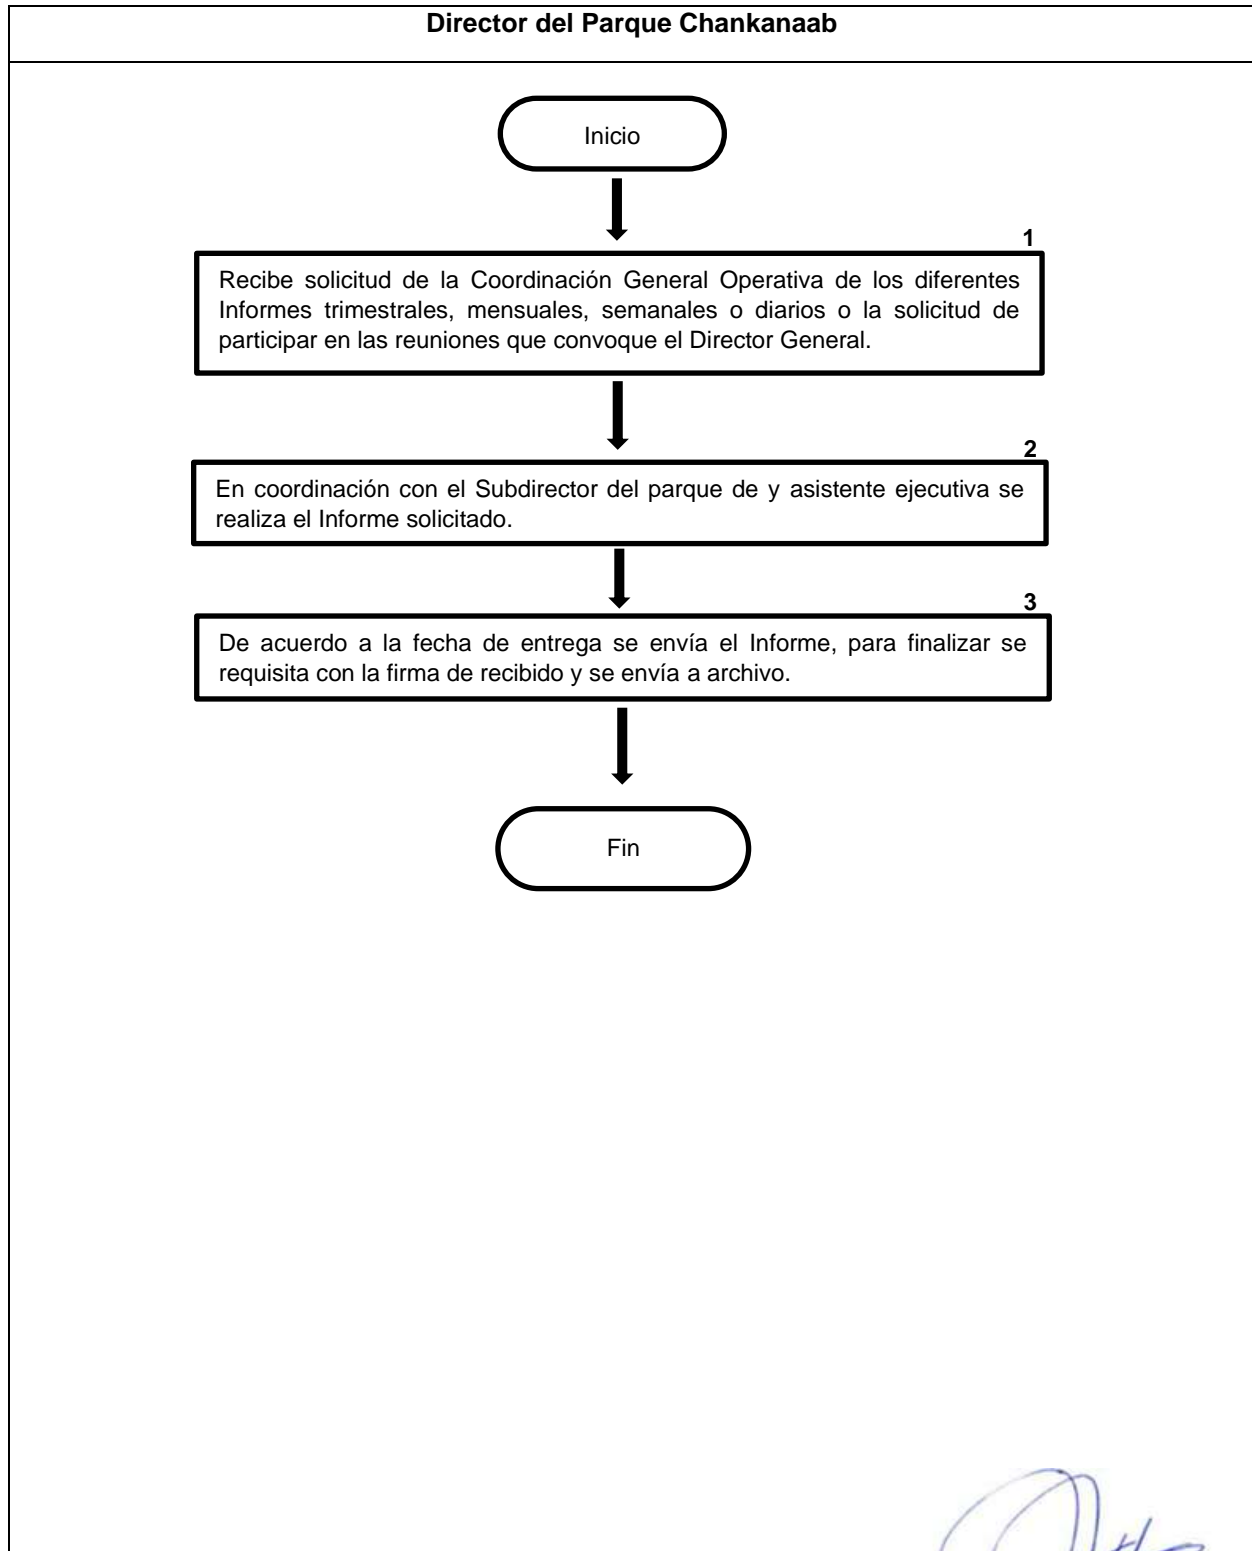 Director del Parque Chankanaab
Inicio
1
Recibe solicitud de la Coordinación General Operativa de los diferentes
Informes trimestrales, mensuales, semanales o diarios o la solicitud de
participar en las reuniones que convoque el Director General.
2
En coordinación con el Subdirector del parque de y asistente ejecutiva se
realiza el Informe solicitado.
3
De acuerdo a la fecha de entrega se envía el Informe, para finalizar se
requisita con la firma de recibido y se envía a archivo.
Fin